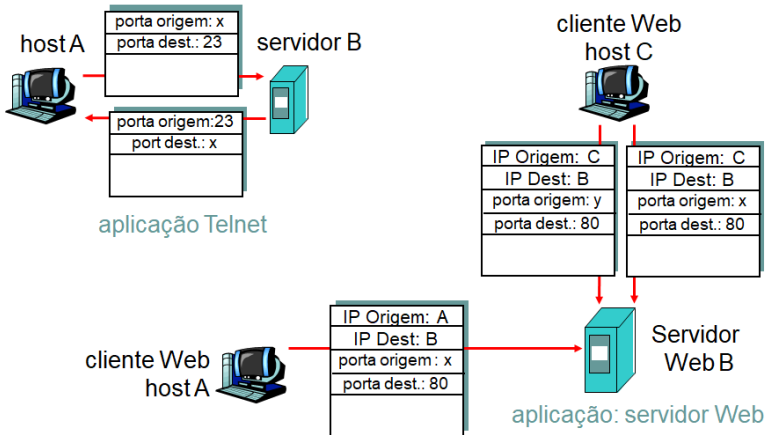 host A
porta origem: x
porta dest.: 23
servidor B
porta origem:23
port dest.: x
aplicação Telnet
cliente Web
host C
IP Origem: C
IP Dest: B
porta origem: y
porta dest.: 80
IP Origem: C
IP Dest: B
porta origem: x
porta dest.: 80
cliente Web
host A
IP Origem: A
IP Dest: B
porta origem : x
porta dest.: 80
Servidor
Web B
aplicação: servidor Web